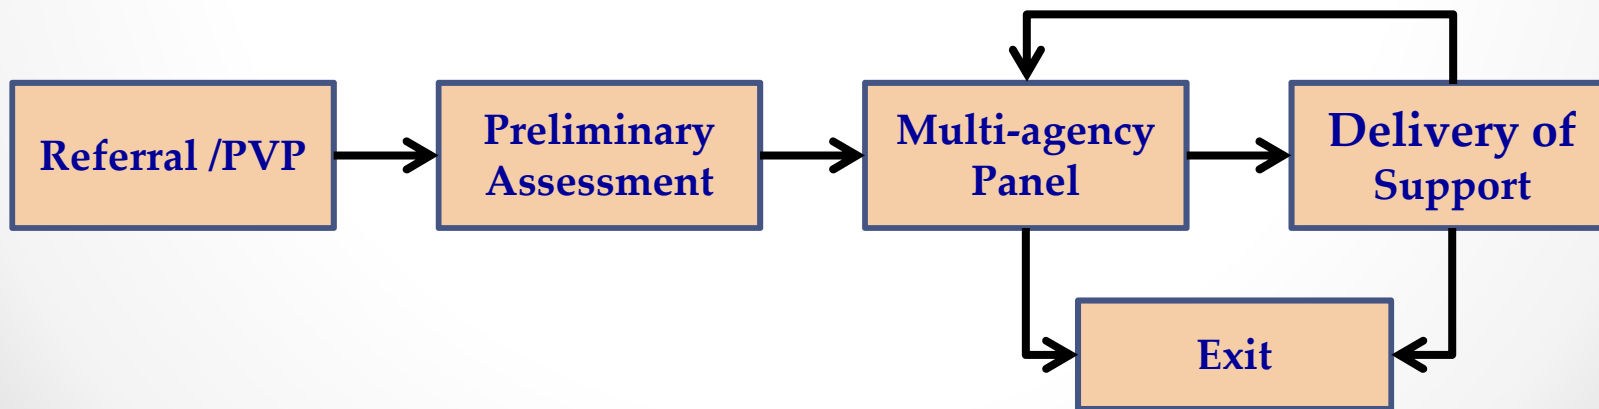 Referral /PVP
Preliminary
Assessment
Multi-agency
Panel
Delivery of
Support
Exit